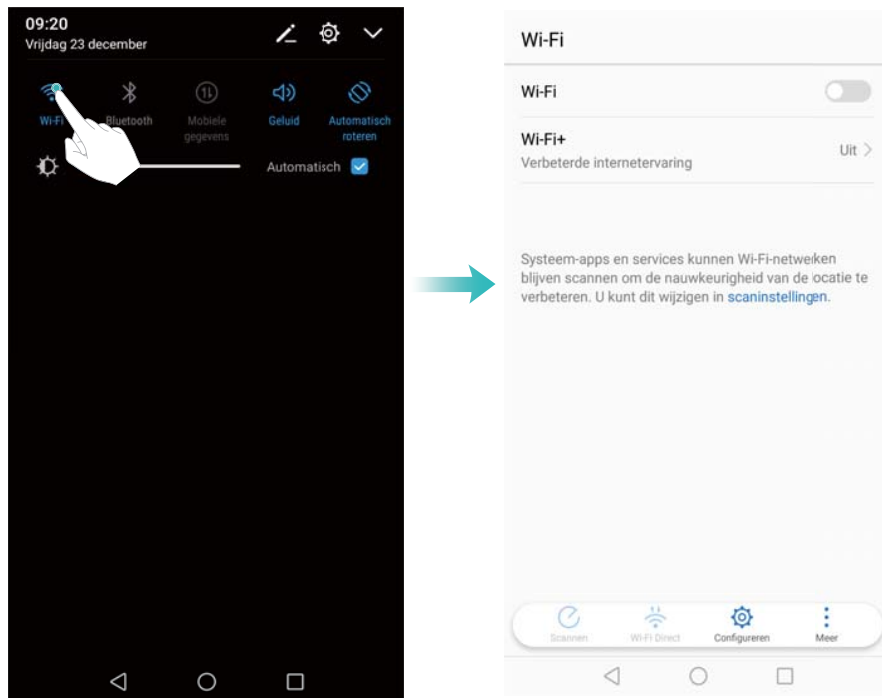 09:20
Vrijdag 23 december
Wi-Fi
Bluetooth
Mobiele
gegevens
Geluid
Automatisch
roteren
Automatisch
Wi-Fi
Wi-Fi
Wi-Fi+
Verbeterde internetervaring
Uit
Systeem-apps en services kunnen Wi-Fi-netwerken
blijven scannen om de nauwkeurigheid van de locatie te
verbeteren. U kunt dit wijzigen in scaninstellingen.
Scannen
Wi-Fi Direct
Configureren
Meer